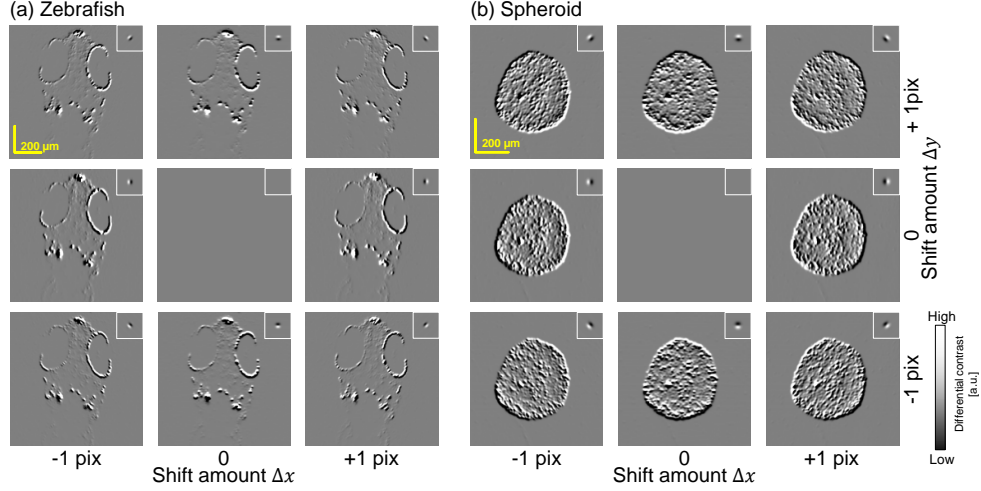 (a) Zebrafish
(b) Spheroid
200 µm
200 µm
+ 1pix
0
-1 pix
Shift amount Δy
High
Differential contrast
[a.u.]
Low
-1 pix
0
+1 pix
Shift amount Δx
-1 pix
0
+1 pix
Shift amount Δx